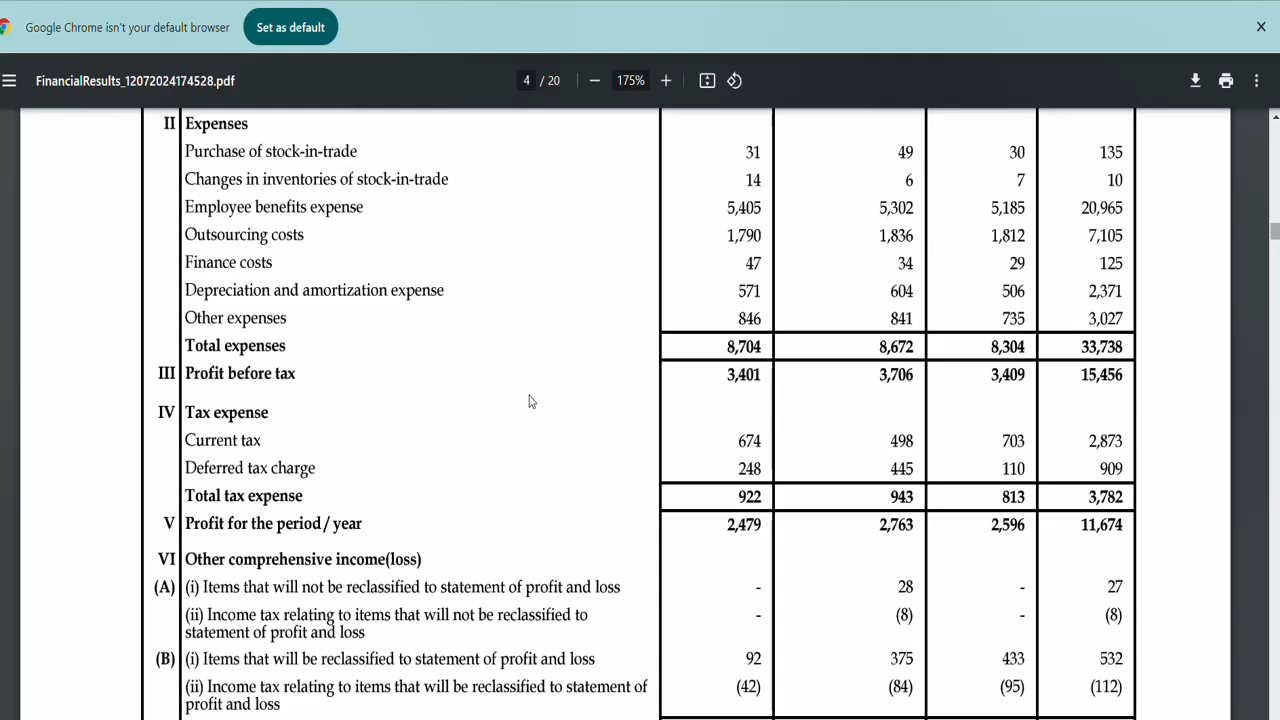 Google Chrome isn't your default browser Set as default
FinancialResults_12072024174528.pdf 4 / 20 175%
II Expenses
Purchase of stock-in-trade 31 49 30 135
Changes in inventories of stock-in-trade 14 6 7 10
Employee benefits expense 5,405 5,302 5,185 20,965
Outsourcing costs 1,790 1,836 1,812 7,105
Finance costs 47 34 29 125
Depreciation and amortization expense 571 604 506 2,371
Other expenses 846 841 735 3,027
Total expenses 8,704 8,672 8,304 33,738
III Profit before tax 3,401 3,706 3,409 15,456
IV Tax expense
Current tax 674 498 703 2,873
Deferred tax charge 248 445 110 909
Total tax expense 922 943 813 3,782
V Profit for the period / year 2,479 2,763 2,596 11,674
VI Other comprehensive income(loss)
(A) (i) Items that will not be reclassified to statement of profit and loss - 28 - 27
(ii) Income tax relating to items that will not be reclassified to - (8) - (8)
statement of profit and loss
(B) (i) Items that will be reclassified to statement of profit and loss 92 375 433 532
(ii) Income tax relating to items that will be reclassified to statement of (42) (84) (95) (112)
profit and loss